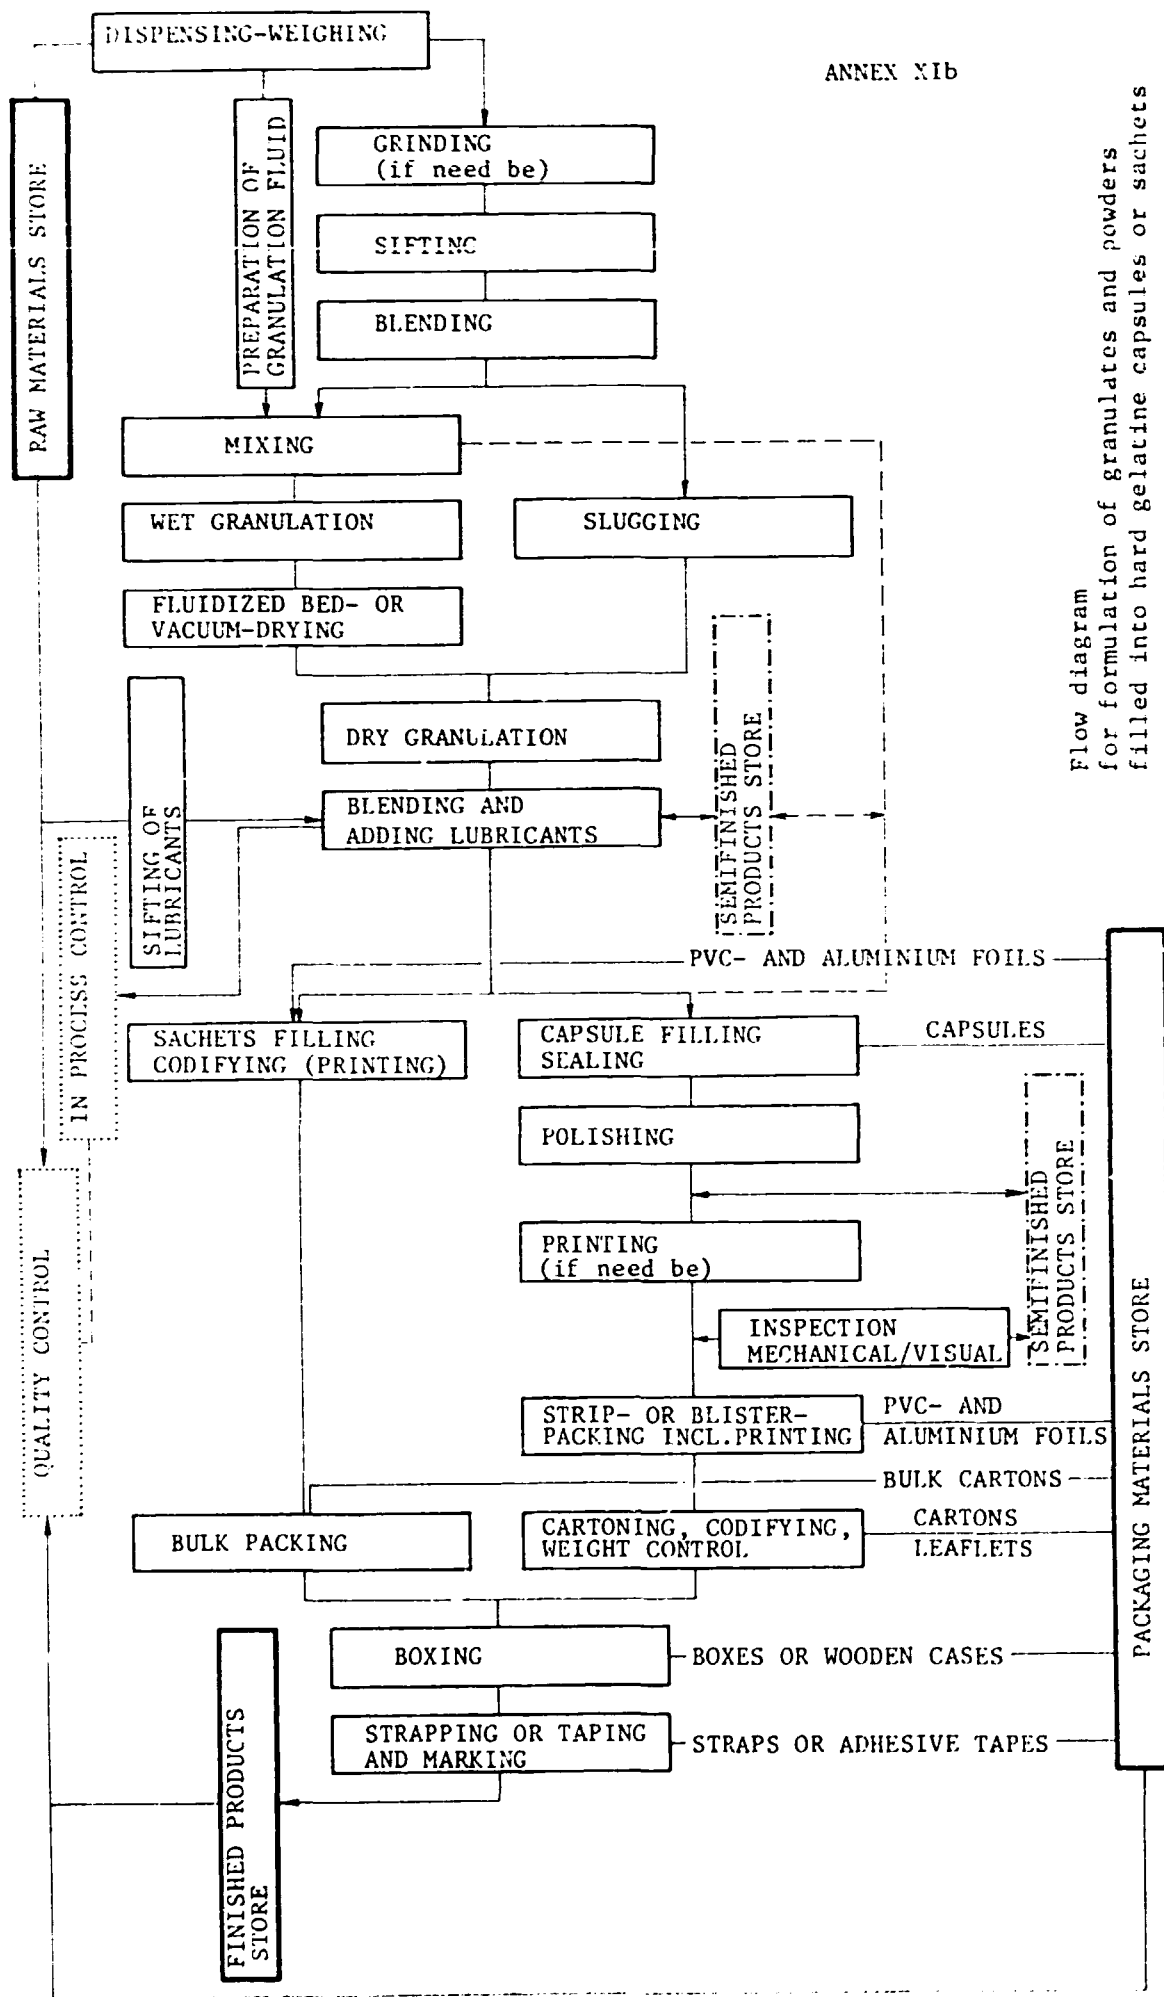 DISPENSING-WEIGHING
ANNEX XIb
RAW MATERIALS STORE
PREPARATION OF
GRANULATION FLUID
GRINDING
(if need be)
SIFTING
BLENDING
Flow diagram
for formulation of granulates and powders
filled into hard gelatine capsules or sachets
MIXING
WET GRANULATION
SLUGGING
FLUIDIZED BED- OR
VACUUM-DRYING
DRY GRANULATION
SEMIFINISHED
PRODUCTS STORE
SIFTING OF
LUBRICANTS
BLENDING AND
ADDING LUBRICANTS
IN PROCESS CONTROL
PVC- AND ALUMINIUM FOILS
SACHETS FILLING
CODIFYING (PRINTING)
CAPSULE FILLING
SEALING
CAPSULES
POLISHING
SEMIFINISHED
PRODUCTS STORE
QUALITY CONTROL
PRINTING
(if need be)
INSPECTION
MECHANICAL/VISUAL
PACKAGING MATERIALS STORE
STRIP- OR BLISTER-
PACKING INCL.PRINTING
PVC- AND
ALUMINIUM FOILS
BULK CARTONS
BULK PACKING
CARTONING, CODIFYING,
WEIGHT CONTROL
CARTONS
LEAFLETS
BOXING
BOXES OR WOODEN CASES
STRAPPING OR TAPING
AND MARKING
STRAPS OR ADHESIVE TAPES
FINISHED PRODUCTS
STORE